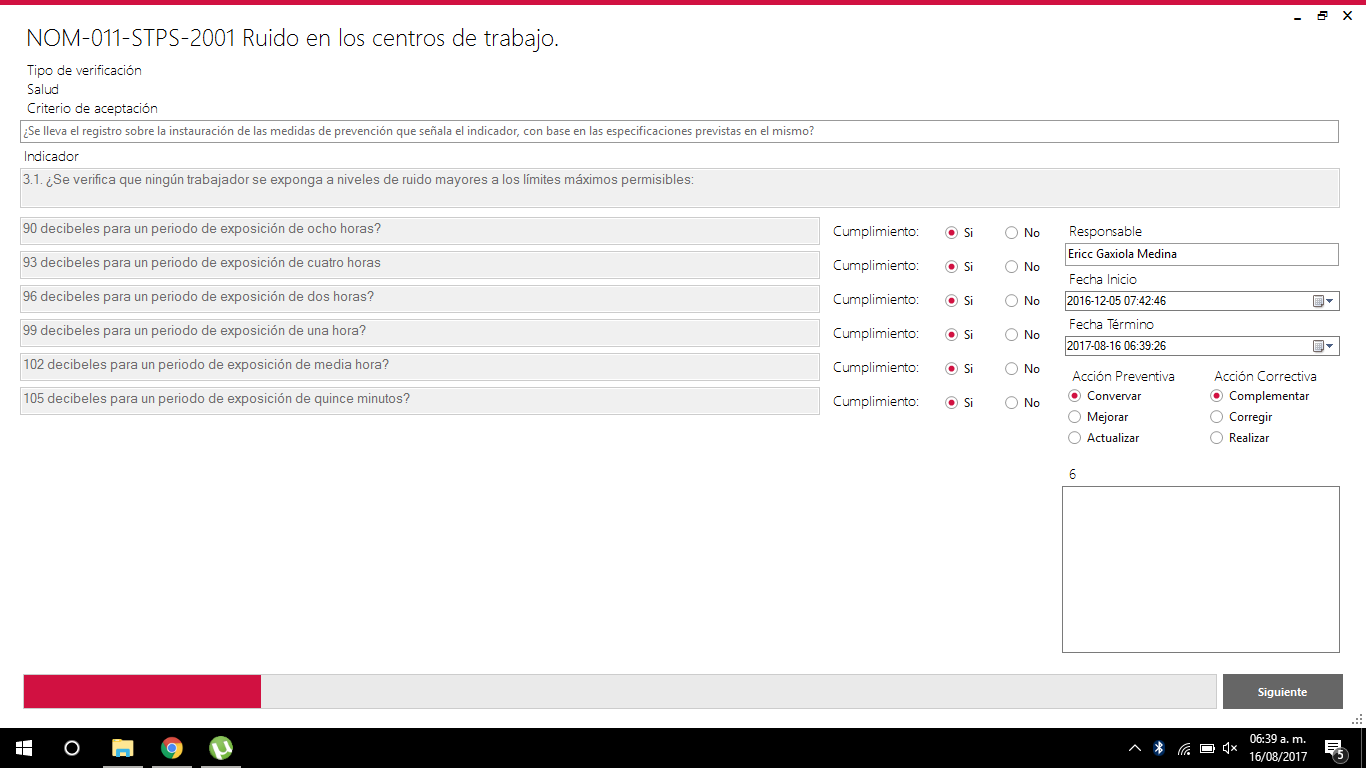 NOM-011-STPS-2001 Ruido en los centros de trabajo.
Tipo de verificación
Salud
Criterio de aceptación
¿Se lleva el registro sobre la instauración de las medidas de prevención que señala el indicador, con base en las especificaciones previstas en el mismo?
Indicador
3.1. ¿Se verifica que ningún trabajador se exponga a niveles de ruido mayores a los límites máximos permisibles:
90 decibeles para un periodo de exposición de ocho horas? Cumplimiento: Si No
93 decibeles para un periodo de exposición de cuatro horas Cumplimiento: Si No
96 decibeles para un periodo de exposición de dos horas? Cumplimiento: Si No
99 decibeles para un periodo de exposición de una hora? Cumplimiento: Si No
102 decibeles para un periodo de exposición de media hora? Cumplimiento: Si No
105 decibeles para un periodo de exposición de quince minutos? Cumplimiento: Si No
Responsable
Ericc Gaxiola Medina
Fecha Inicio
2016-12-05 07:42:46
Fecha Término
2017-08-16 06:39:26
Acción Preventiva Acción Correctiva
Convervar Complementar
Mejorar Corregir
Actualizar Realizar
6
Siguiente
06:39 a. m.
16/08/2017
5